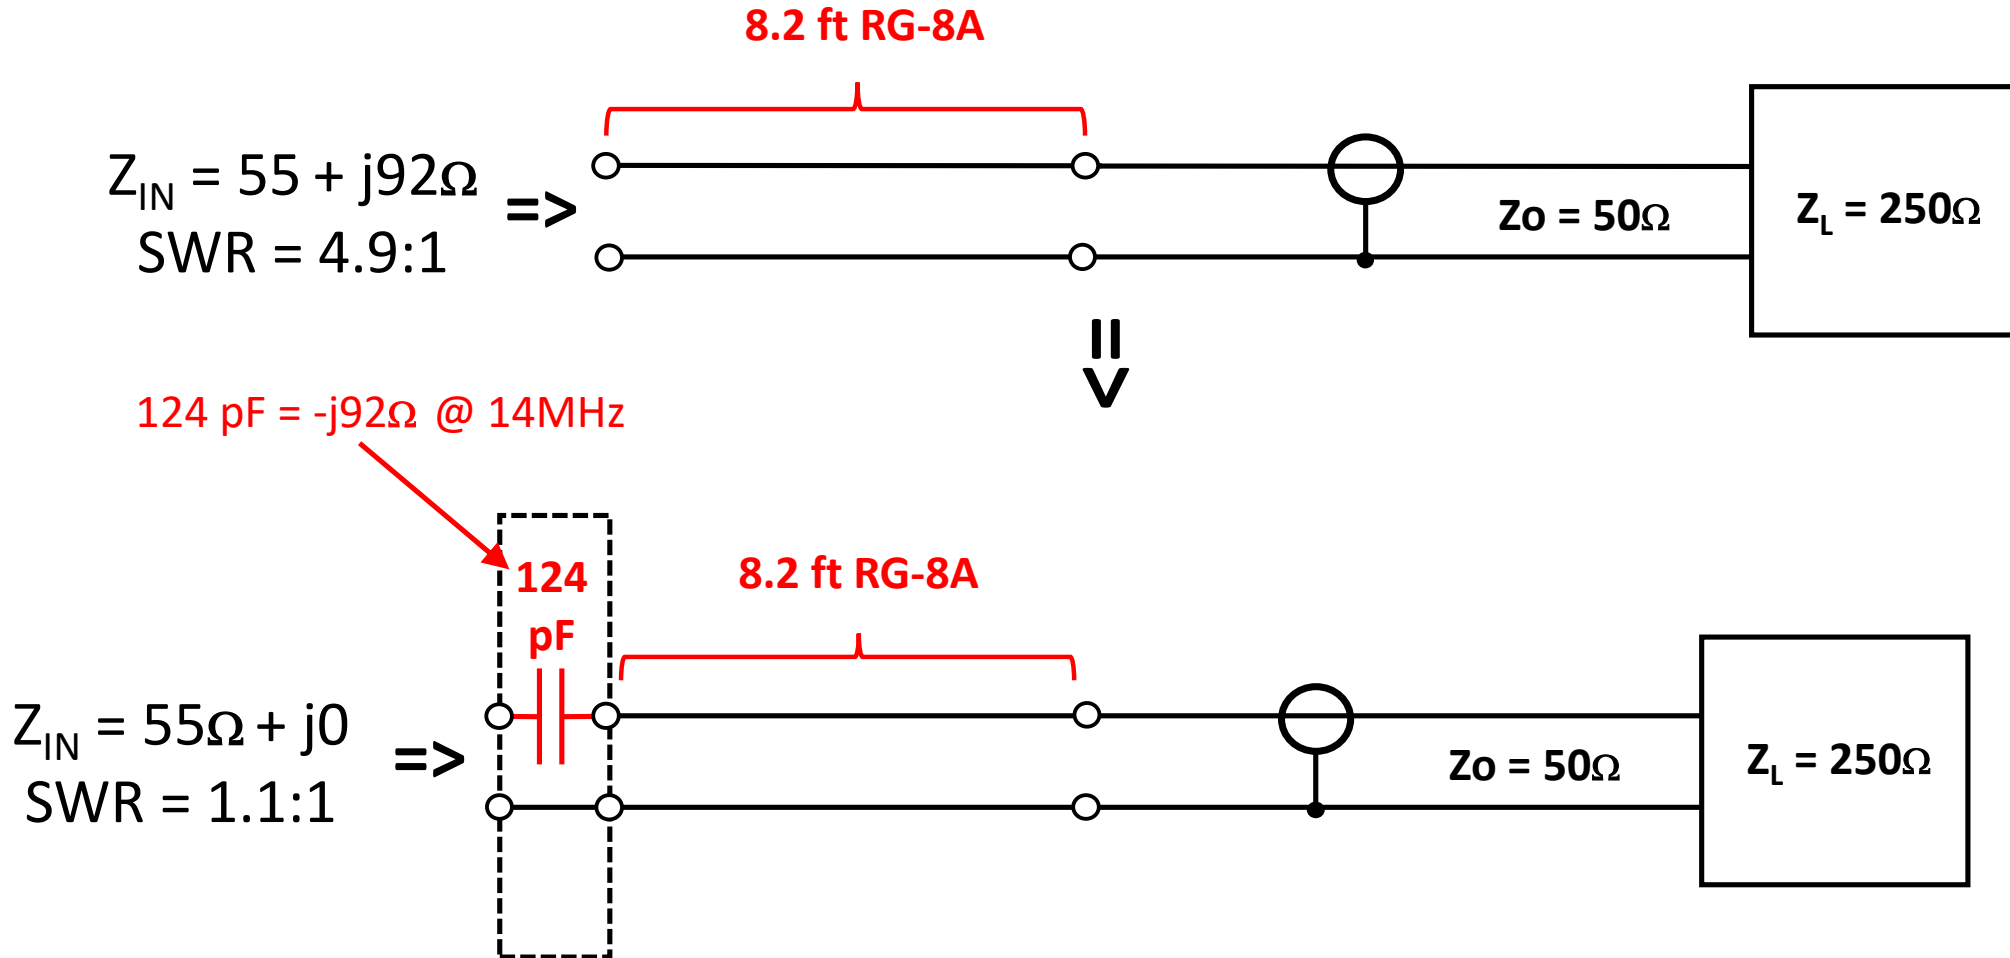 8.2 ft RG-8A
Z_IN = 55 + j92Ω
SWR = 4.9:1
=>
Zo = 50Ω
Z_L = 250Ω
=>
124 pF = -j92Ω @ 14MHz
124
pF
8.2 ft RG-8A
Z_IN = 55Ω + j0
SWR = 1.1:1
=>
Zo = 50Ω
Z_L = 250Ω